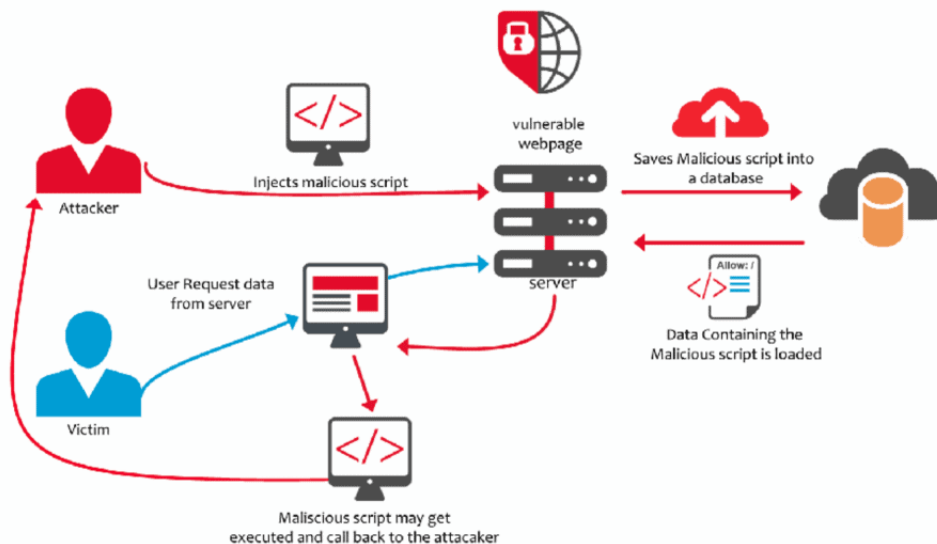 vulnerable
webpage
Injects malicious script
Saves Malicious script into
a database
Attacker
server
User Request data
from server
Allow: /
Data Containing the
Malicious script is loaded
Victim
Maliscious script may get
executed and call back to the attacaker